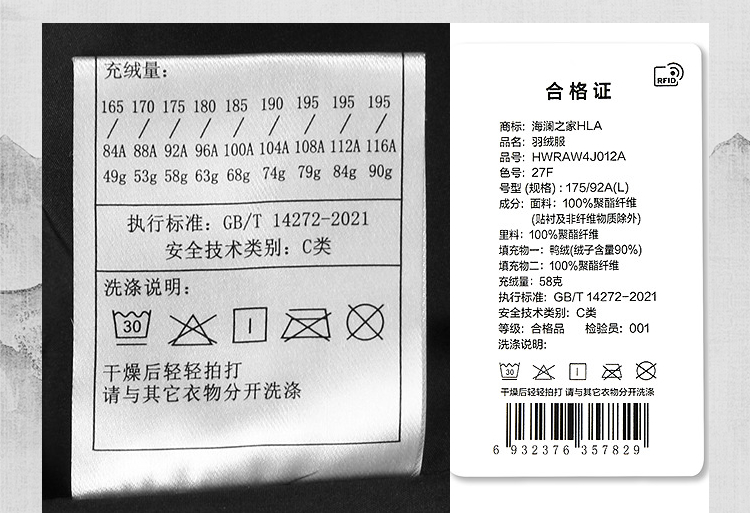 充绒量：
165 170 175 180 185 190 195 195 195
/ / / / / / / / /
84A 88A 92A 96A 100A 104A 108A 112A 116A
49g 53g 58g 63g 68g 74g 79g 84g 90g
执行标准：GB/T 14272-2021
安全技术类别：C类
洗涤说明：
30
干燥后轻轻拍打
请与其它衣物分开洗涤
RFID
合格证
商标：海澜之家HLA
品名：羽绒服
品号：HWRAW4J012A
色号：27F
号型(规格)：175/92A(L)
成分：面料：100%聚酯纤维
(贴衬及非纤维物质除外)
里料：100%聚酯纤维
填充物一：鸭绒(绒子含量90%)
填充物二：100%聚酯纤维
充绒量：58克
执行标准：GB/T 14272-2021
安全技术类别：C类
等级：合格品 检验员：001
洗涤说明：
30
干燥后轻轻拍打 请与其它衣物分开洗涤
6 932376 357829